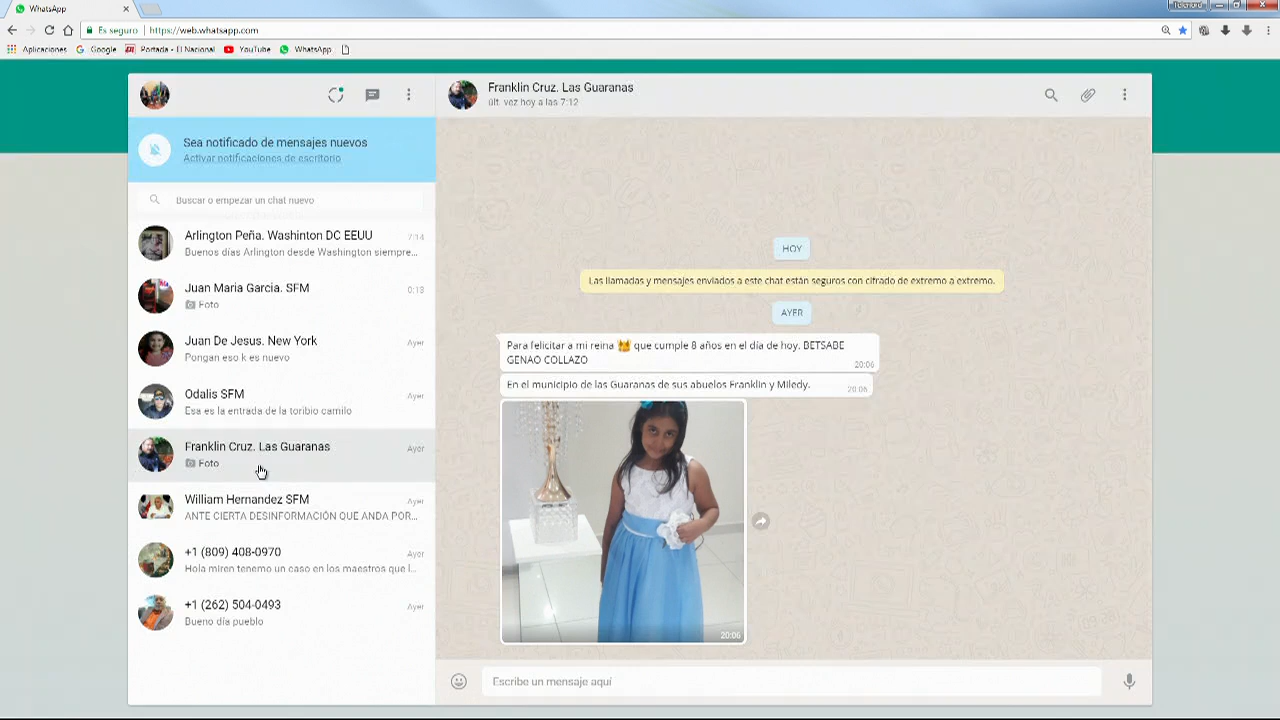 WhatsApp
Telenord
Es seguro
https://web.whatsapp.com
Aplicaciones
Google
Portada - El Nacional
YouTube
WhatsApp
Sea notificado de mensajes nuevos
Activar notificaciones de escritorio
Buscar o empezar un chat nuevo
Arlington Peña. Washinton DC EEUU
7:14
Buenos días Arlington desde Washington siempre...
Juan Maria Garcia. SFM
0:13
Foto
Juan De Jesus. New York
Ayer
Pongan eso k es nuevo
Odalis SFM
Ayer
Esa es la entrada de la toribio camilo
Franklin Cruz. Las Guaranas
Ayer
Foto
William Hernandez SFM
Ayer
ANTE CIERTA DESINFORMACIÓN QUE ANDA POR...
+1 (809) 408-0970
Ayer
Hola miren tenemo un caso en los maestros que l...
+1 (262) 504-0493
Ayer
Bueno día pueblo
Franklin Cruz. Las Guaranas
últ. vez hoy a las 7:12
HOY
Las llamadas y mensajes enviados a este chat están seguros con cifrado de extremo a extremo.
AYER
Para felicitar a mi reina 👑 que cumple 8 años en el día de hoy. BETSABE
GENAO COLLAZO
20:06
En el municipio de las Guaranas de sus abuelos Franklin y Miledy.
20:06
20:06
Escribe un mensaje aquí